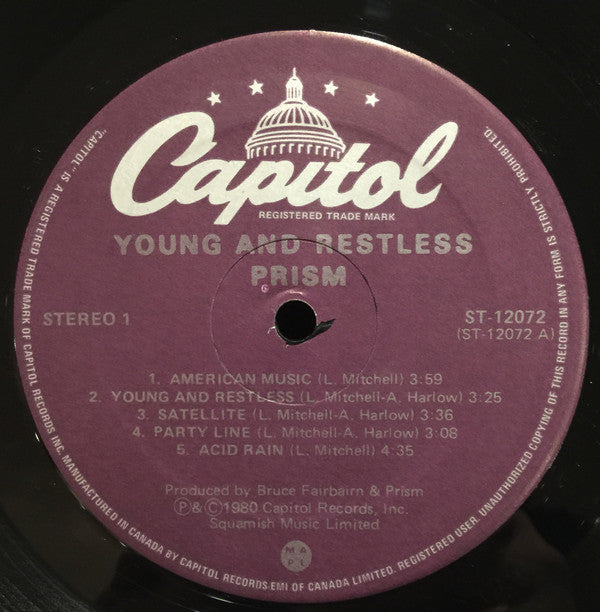 Capitol
REGISTERED TRADE MARK
YOUNG AND RESTLESS
PRISM
STEREO 1
ST-12072
(ST-12072 A)
1. AMERICAN MUSIC (L. Mitchell) 3:59
2. YOUNG AND RESTLESS (L. Mitchell-A. Harlow) 3:25
3. SATELLITE (L. Mitchell-A. Harlow) 3:36
4. PARTY LINE (L. Mitchell-A. Harlow) 3:08
5. ACID RAIN (L. Mitchell) 4:35
Produced by Bruce Fairbairn & Prism
Ⓟ&©1980 Capitol Records, Inc.
Squamish Music Limited
M A
P L
"CAPITOL" IS A REGISTERED TRADE MARK OF CAPITOL RECORDS INC. MANUFACTURED IN CANADA BY CAPITOL RECORDS-EMI OF CANADA LIMITED. REGISTERED USER. UNAUTHORIZED COPYING OF THIS RECORD IN ANY FORM IS STRICTLY PROHIBITED.